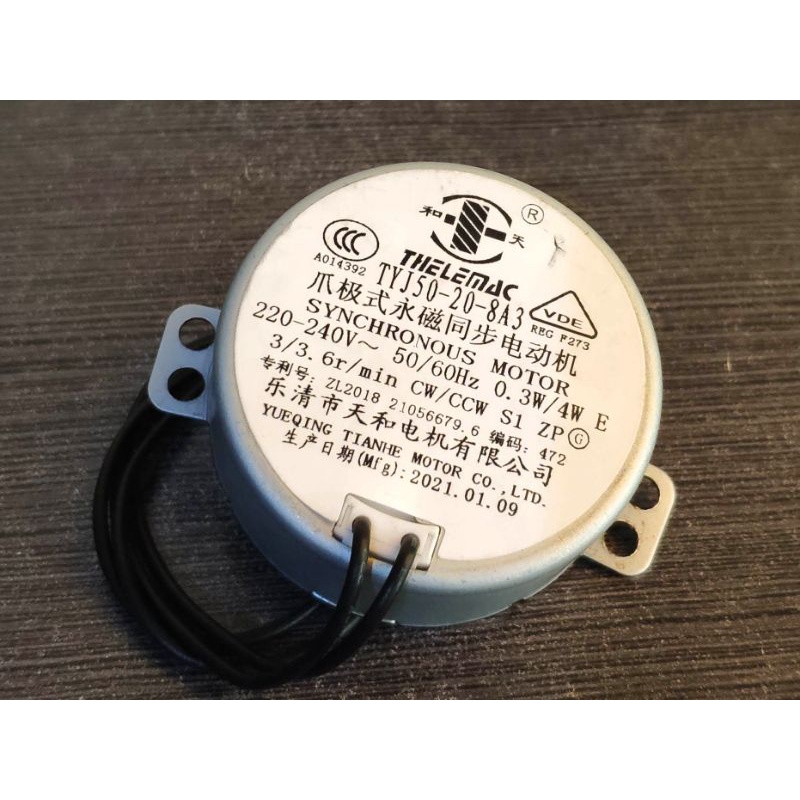 和 天 ®
CCC
A014392
THELEMAC
TYJ50-20-8A3
VDE
REG F273
爪极式永磁同步电动机
SYNCHRONOUS MOTOR
220-240V～ 50/60Hz 0.3W/4W E
3/3.6r/min CW/CCW S1 ZP Ⓖ
专利号: ZL2018 21056679.6 编码: 472
乐清市天和电机有限公司
YUEQING TIANHE MOTOR CO.,LTD.
生产日期(Mfg):2021.01.09